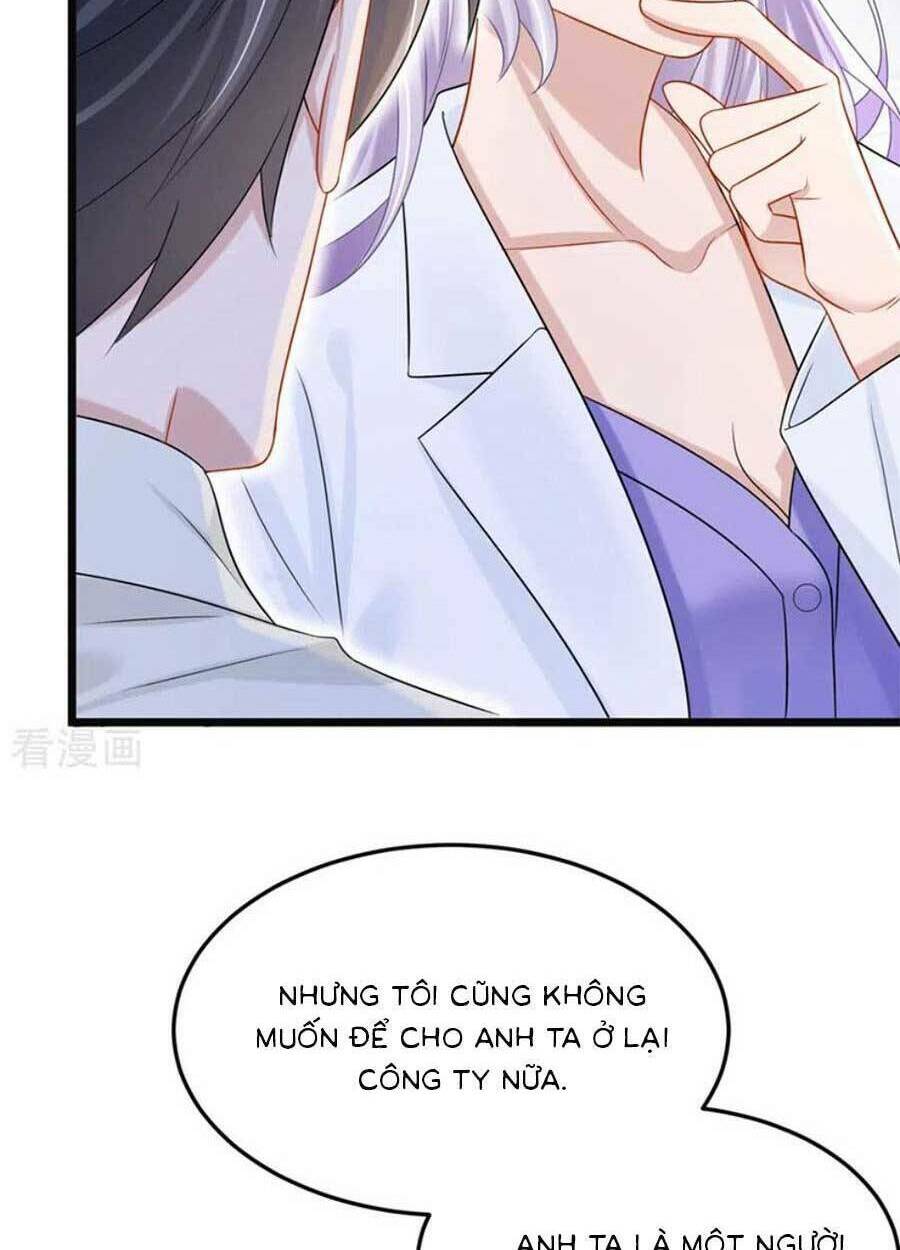 看漫画
NHƯNG TÔI CŨNG KHÔNG
MUỐN ĐỂ CHO ANH TA Ở LẠI
CÔNG TY NỮA.
ANH TA LÀ MỘT NGƯỜI